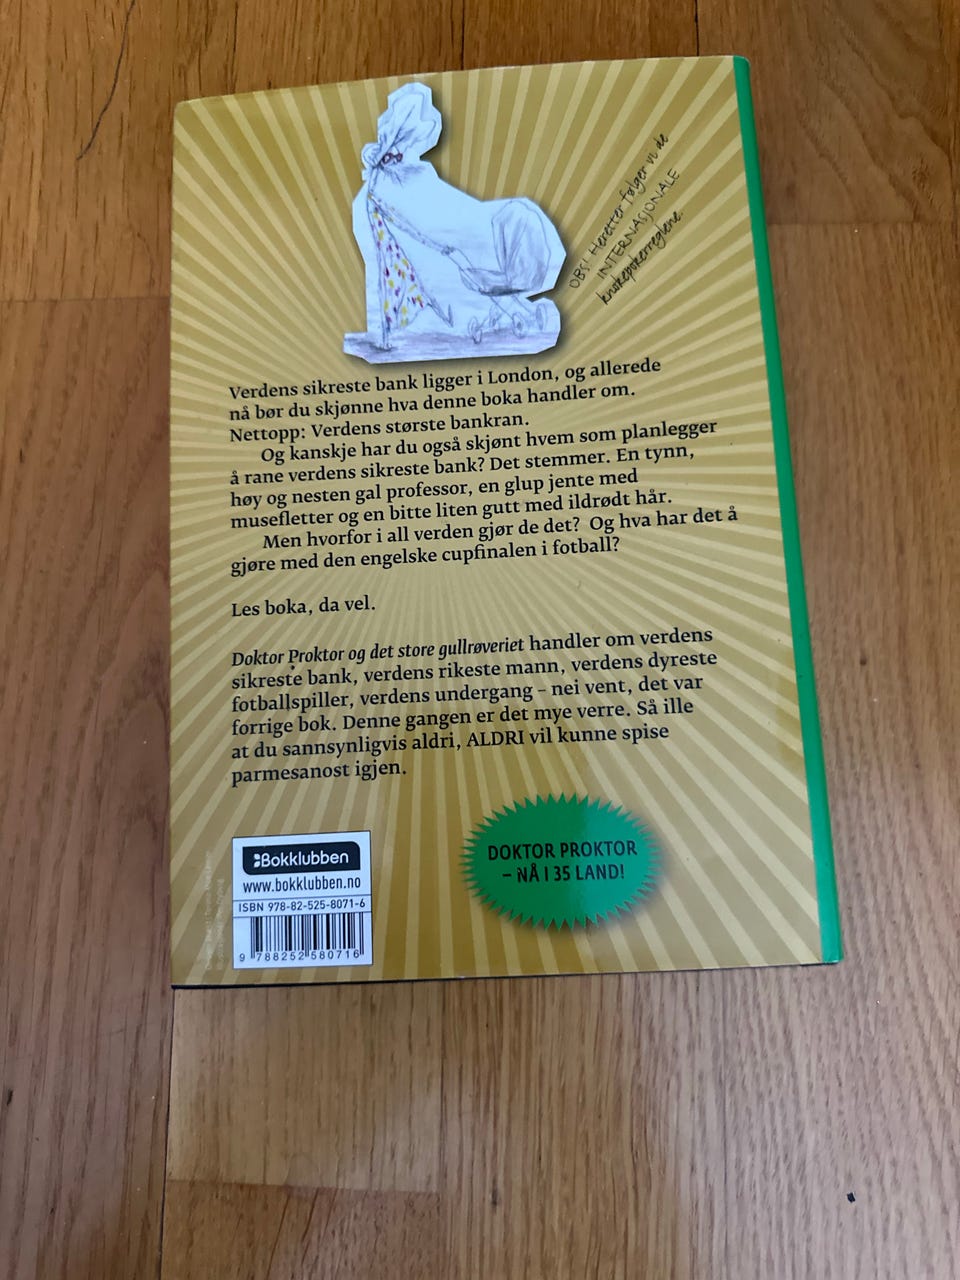 OBS! Heretter følger vi de
INTERNASJONALE
knokepokerreglene.
Verdens sikreste bank ligger i London, og allerede
nå bør du skjønne hva denne boka handler om.
Nettopp: Verdens største bankran.
Og kanskje har du også skjønt hvem som planlegger
å rane verdens sikreste bank? Det stemmer. En tynn,
høy og nesten gal professor, en glup jente med
musefletter og en bitte liten gutt med ildrødt hår.
Men hvorfor i all verden gjør de det? Og hva har det å
gjøre med den engelske cupfinalen i fotball?
Les boka, da vel.
Doktor Proktor og det store gullrøveriet handler om verdens
sikreste bank, verdens rikeste mann, verdens dyreste
fotballspiller, verdens undergang – nei vent, det var
forrige bok. Denne gangen er det mye verre. Så ille
at du sannsynligvis aldri, ALDRI vil kunne spise
parmesanost igjen.
DOKTOR PROKTOR
– NÅ I 35 LAND!
Bokklubben
www.bokklubben.no
ISBN 978-82-525-8071-6
9 788252 580716